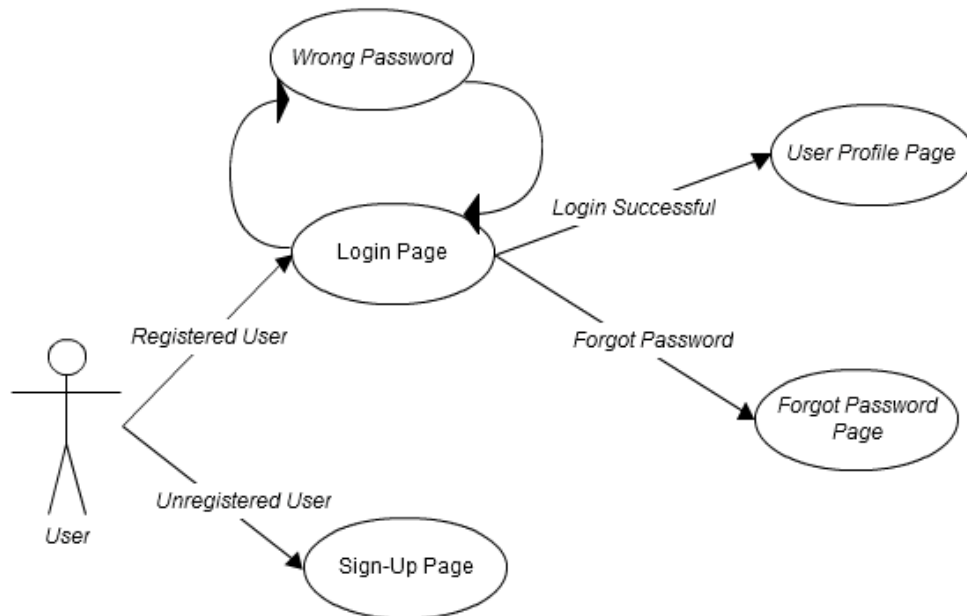 Wrong Password
User Profile Page
Login Successful
Login Page
Registered User
Forgot Password
Forgot Password
Page
Unregistered User
User
Sign-Up Page